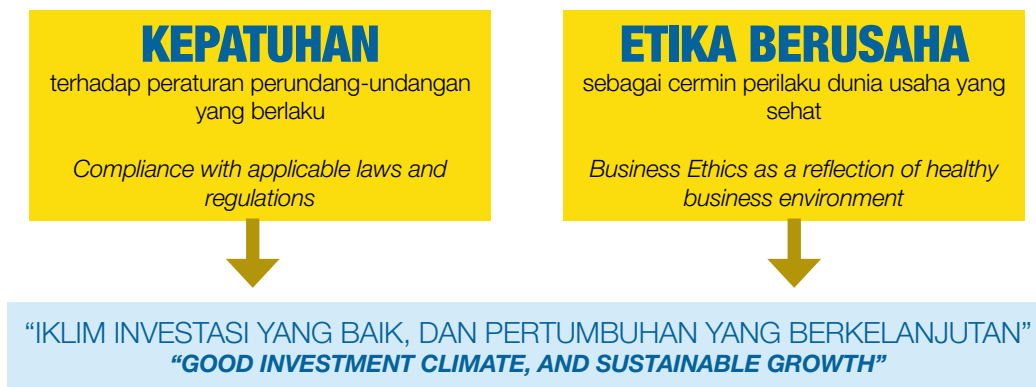 KEPATUHAN
terhadap peraturan perundang-undangan
yang berlaku
Compliance with applicable laws and
regulations
ETIKA BERUSAHA
sebagai cermin perilaku dunia usaha yang
sehat
Business Ethics as a reflection of healthy
business environment
“IKLIM INVESTASI YANG BAIK, DAN PERTUMBUHAN YANG BERKELANJUTAN”
“GOOD INVESTMENT CLIMATE, AND SUSTAINABLE GROWTH”